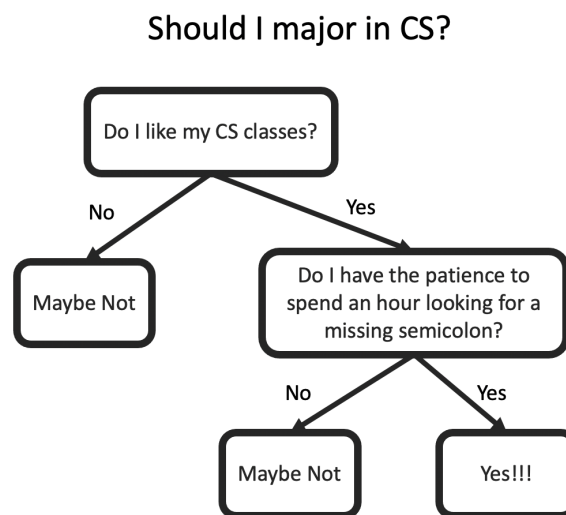 Should I major in CS?
Do I like my CS classes?
No
Yes
Maybe Not
Do I have the patience to
spend an hour looking for a
missing semicolon?
No
Yes
Maybe Not
Yes!!!